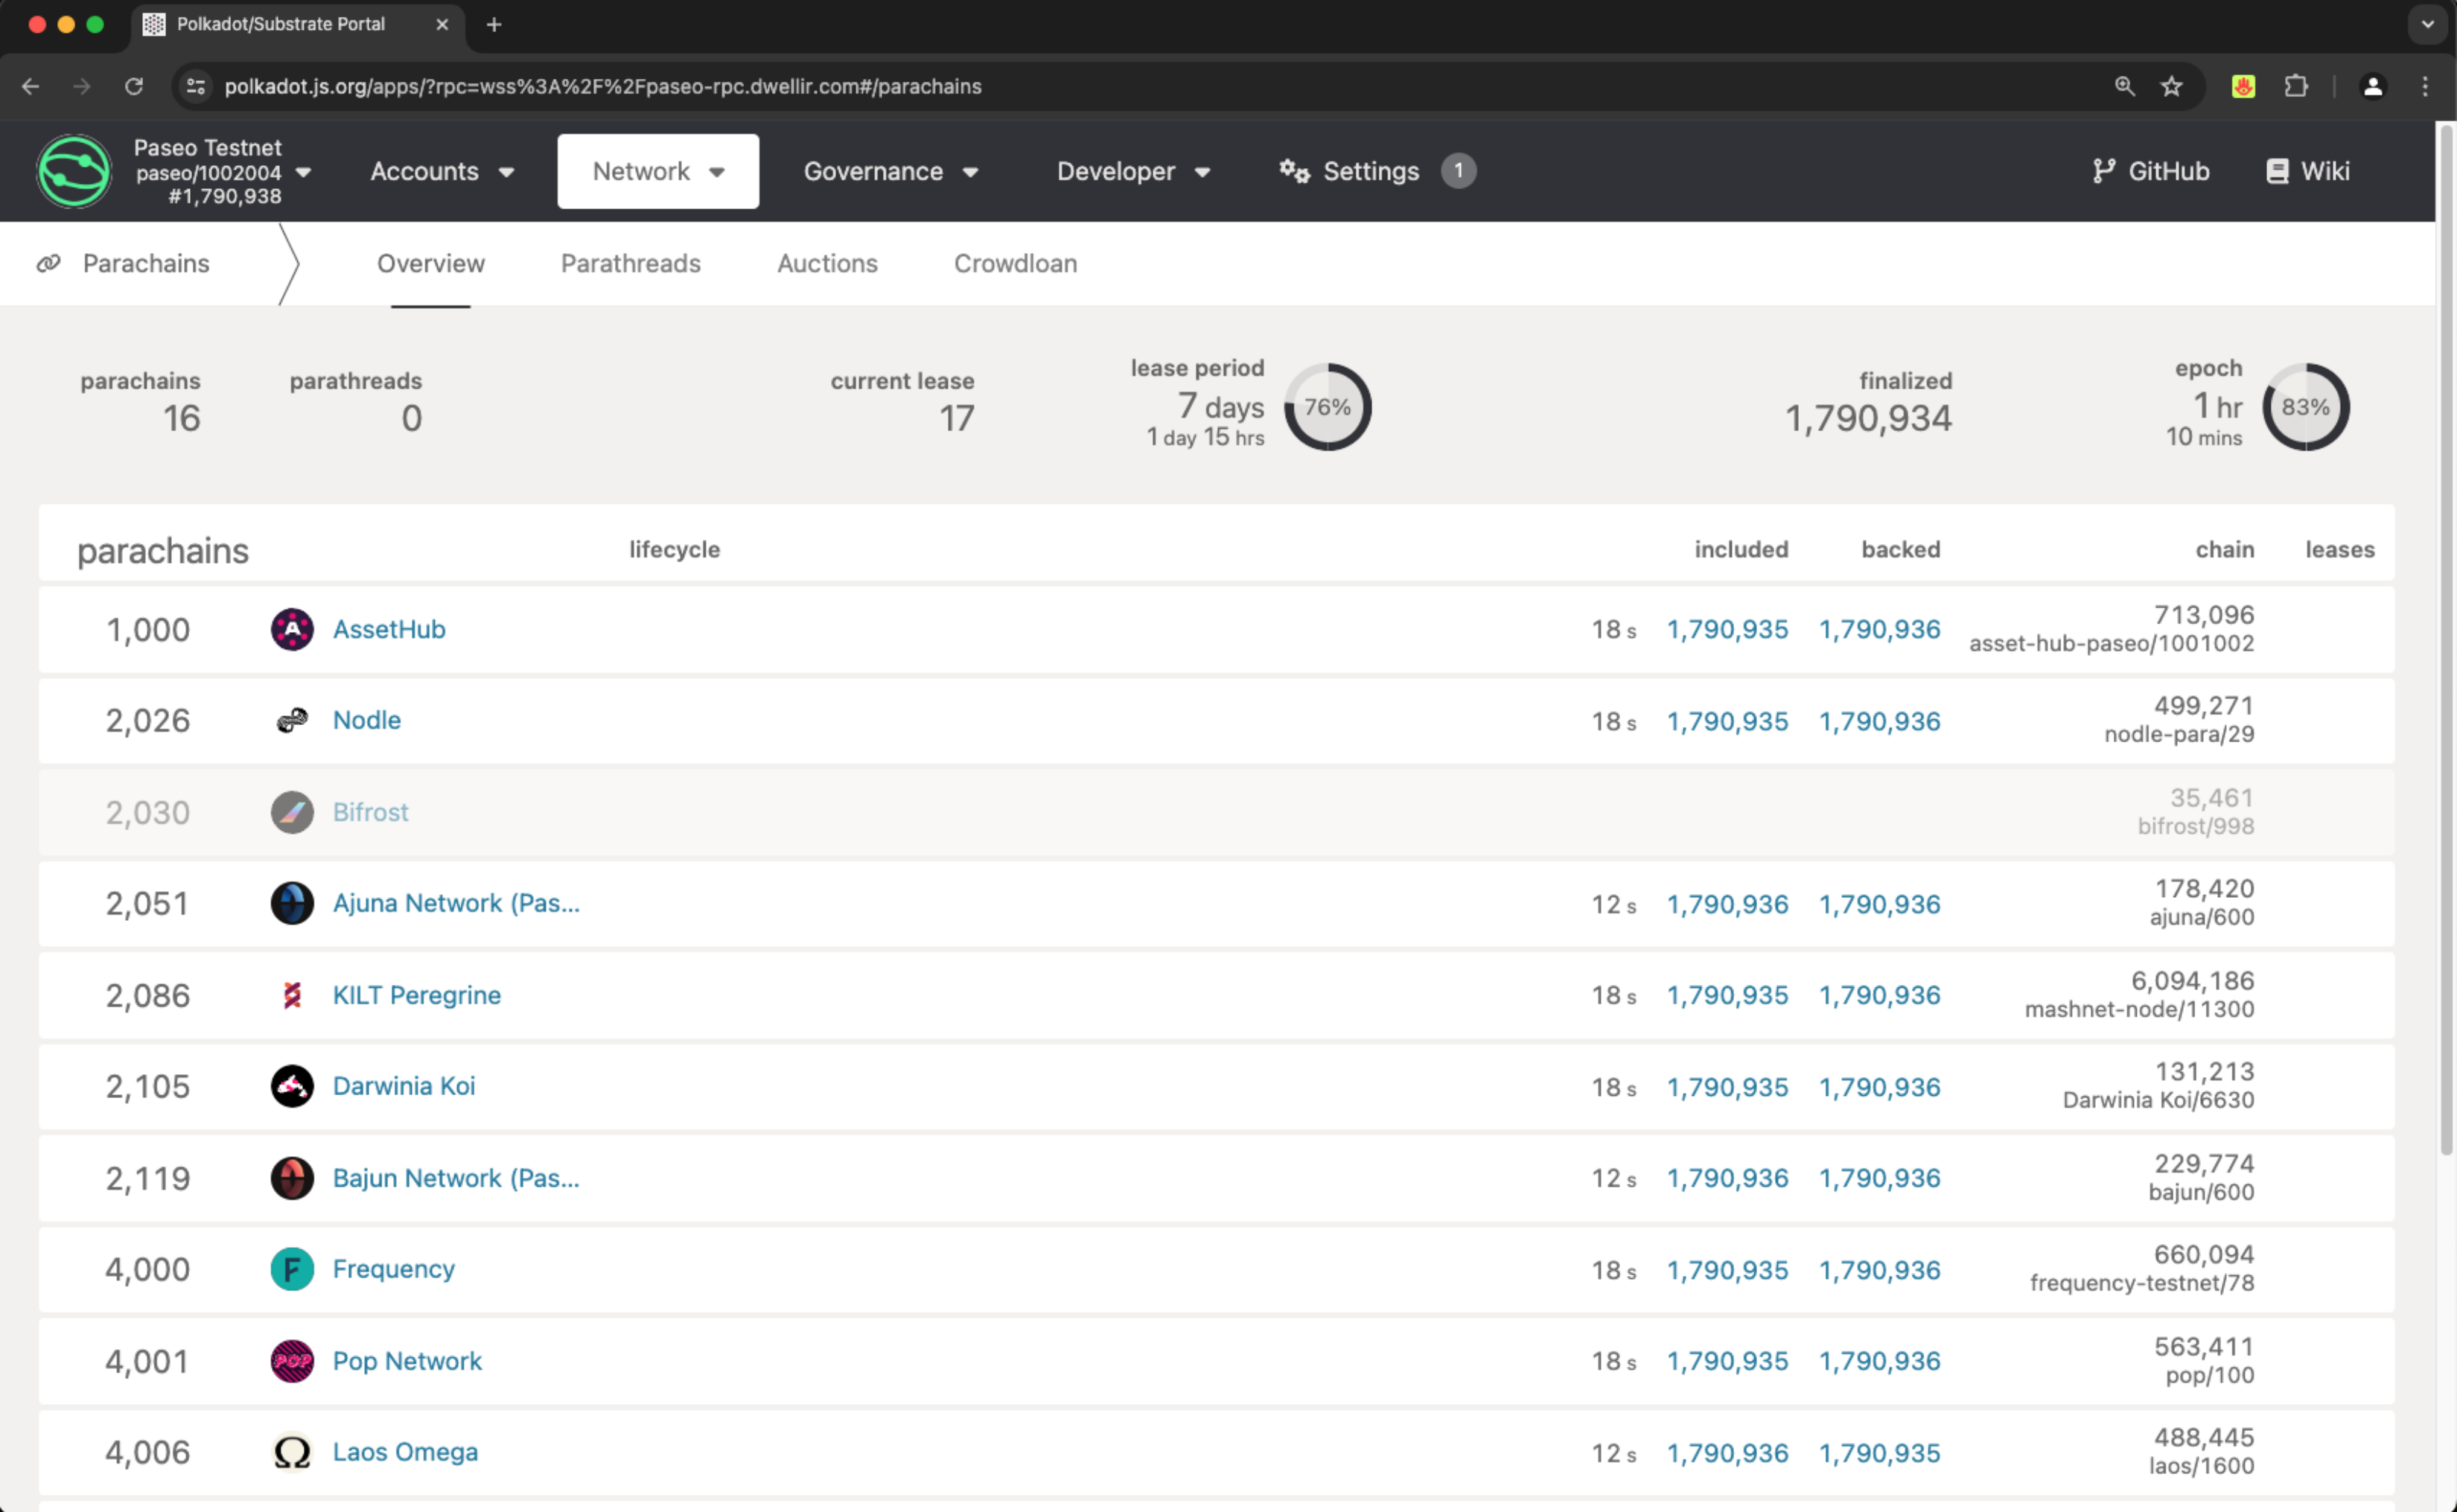 Polkadot/Substrate Portal
polkadot.js.org/apps/?rpc=wss%3A%2F%2Fpaseo-rpc.dwellir.com#/parachains
Paseo Testnet
paseo/1002004
#1,790,938
Accounts
Network
Governance
Developer
Settings
1
GitHub
Wiki
Parachains
Overview
Parathreads
Auctions
Crowdloan
parachains
16
parathreads
0
current lease
17
lease period
7 days
1 day 15 hrs
76%
finalized
1,790,934
epoch
1 hr
10 mins
83%
parachains lifecycle included backed chain leases
1,000 A AssetHub 18 s 1,790,935 1,790,936 713,096
asset-hub-paseo/1001002
2,026 Nodle 18 s 1,790,935 1,790,936 499,271
nodle-para/29
2,030 Bifrost 35,461
bifrost/998
2,051 Ajuna Network (Pas... 12 s 1,790,936 1,790,936 178,420
ajuna/600
2,086 KILT Peregrine 18 s 1,790,935 1,790,936 6,094,186
mashnet-node/11300
2,105 Darwinia Koi 18 s 1,790,935 1,790,936 131,213
Darwinia Koi/6630
2,119 Bajun Network (Pas... 12 s 1,790,936 1,790,936 229,774
bajun/600
4,000 F Frequency 18 s 1,790,935 1,790,936 660,094
frequency-testnet/78
4,001 POP Pop Network 18 s 1,790,935 1,790,936 563,411
pop/100
4,006 Ω Laos Omega 12 s 1,790,936 1,790,935 488,445
laos/1600